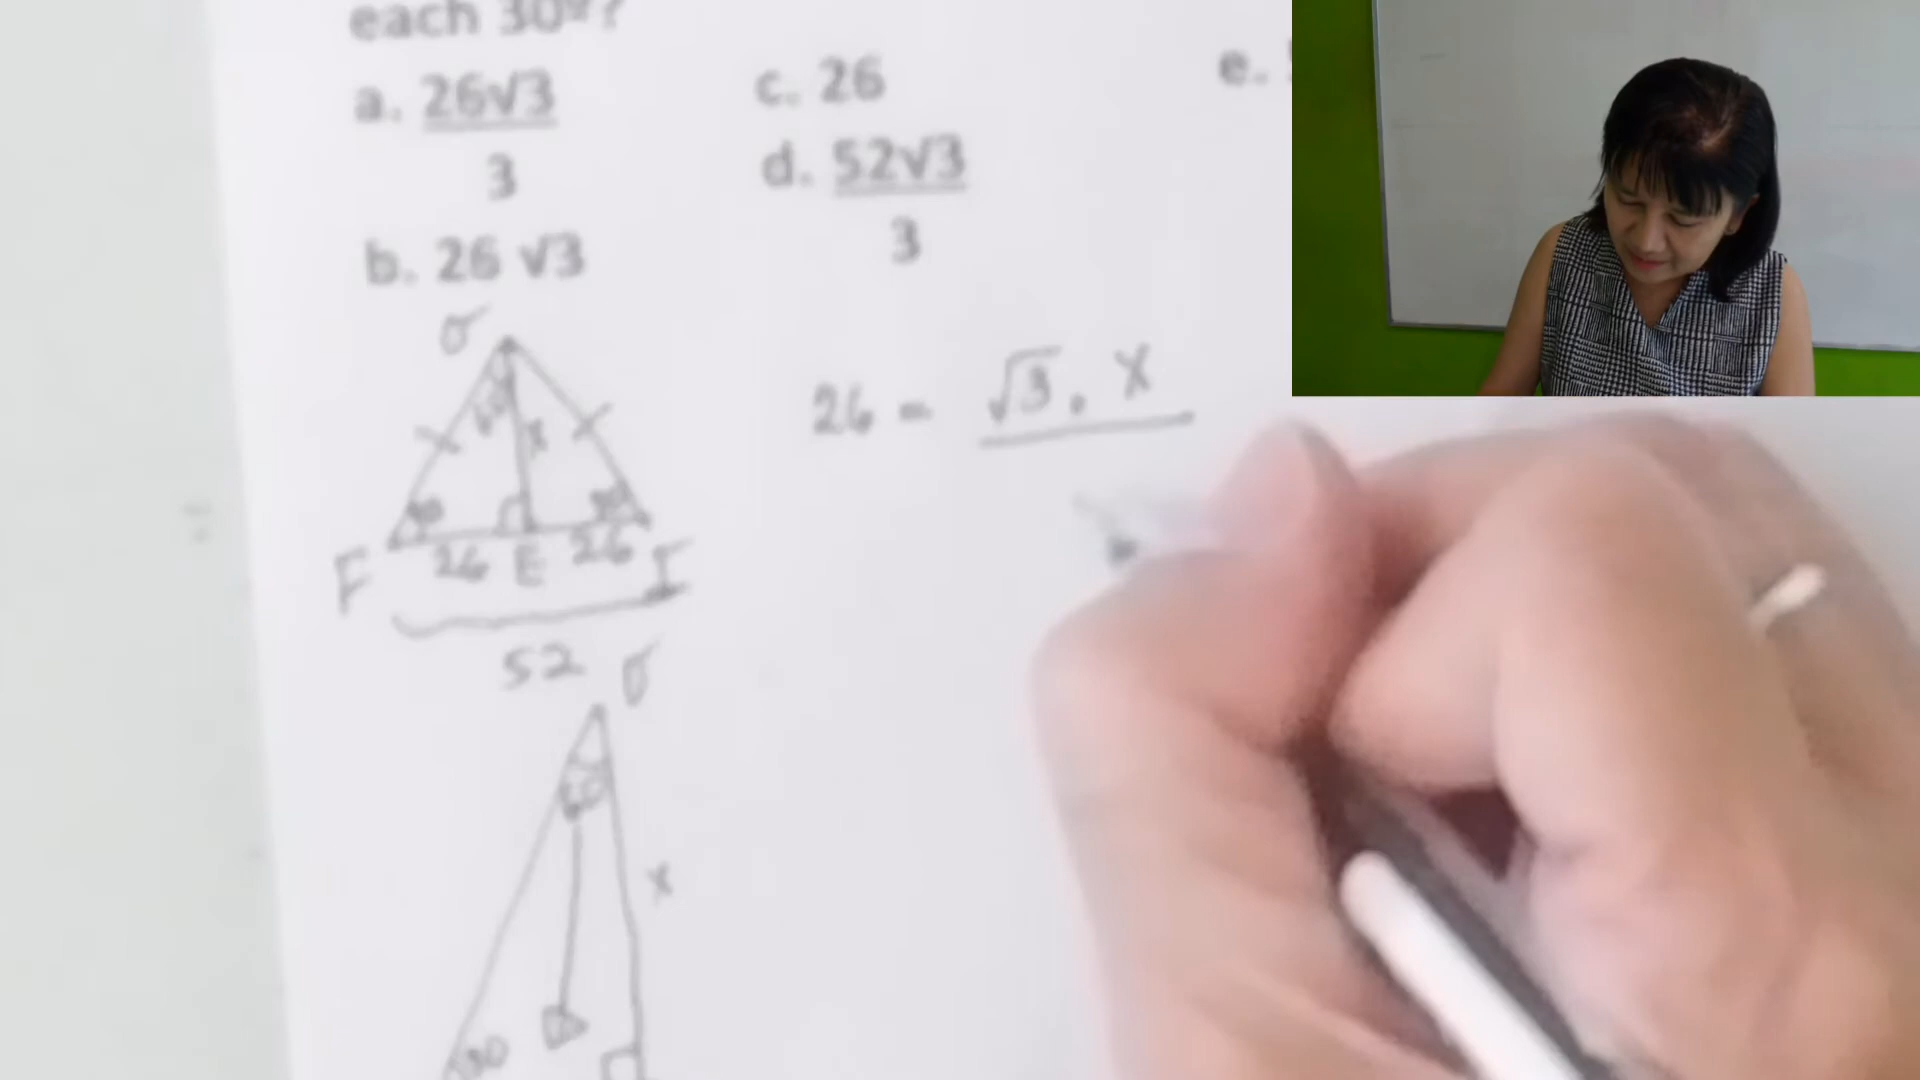 each 30º?
a. 26√3
3
b. 26 √3
c. 26
d. 52√3
3
e.
O
60
x
30
30
26 E 26
F
I
52
O
60
x
30
26 = √3 . x